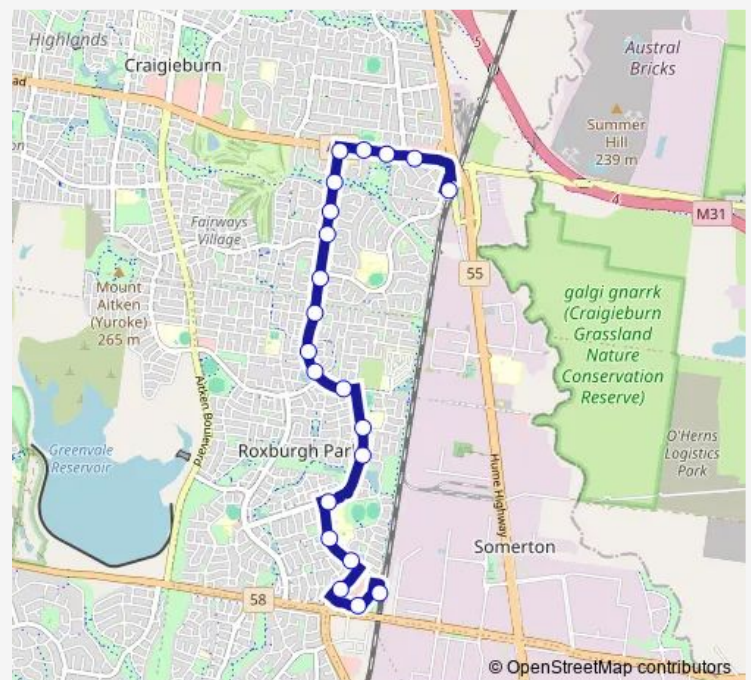 Highlands
Craigieburn
ad
on
5
Austral
Bricks
Summer
Hill
239 m
4
M31
Fairways
Village
55
Mount
Aitken
(Yuroke)
265 m
galgi gnarrk
(Craigieburn
Grassland
Nature
Conservation
Reserve)
Aitken Boulevard
Greenvale
Reservoir
Roxburgh Par
O'Herns
Logistics
Park
Hume Highway
Somerton
58
© OpenStreetMap contributors